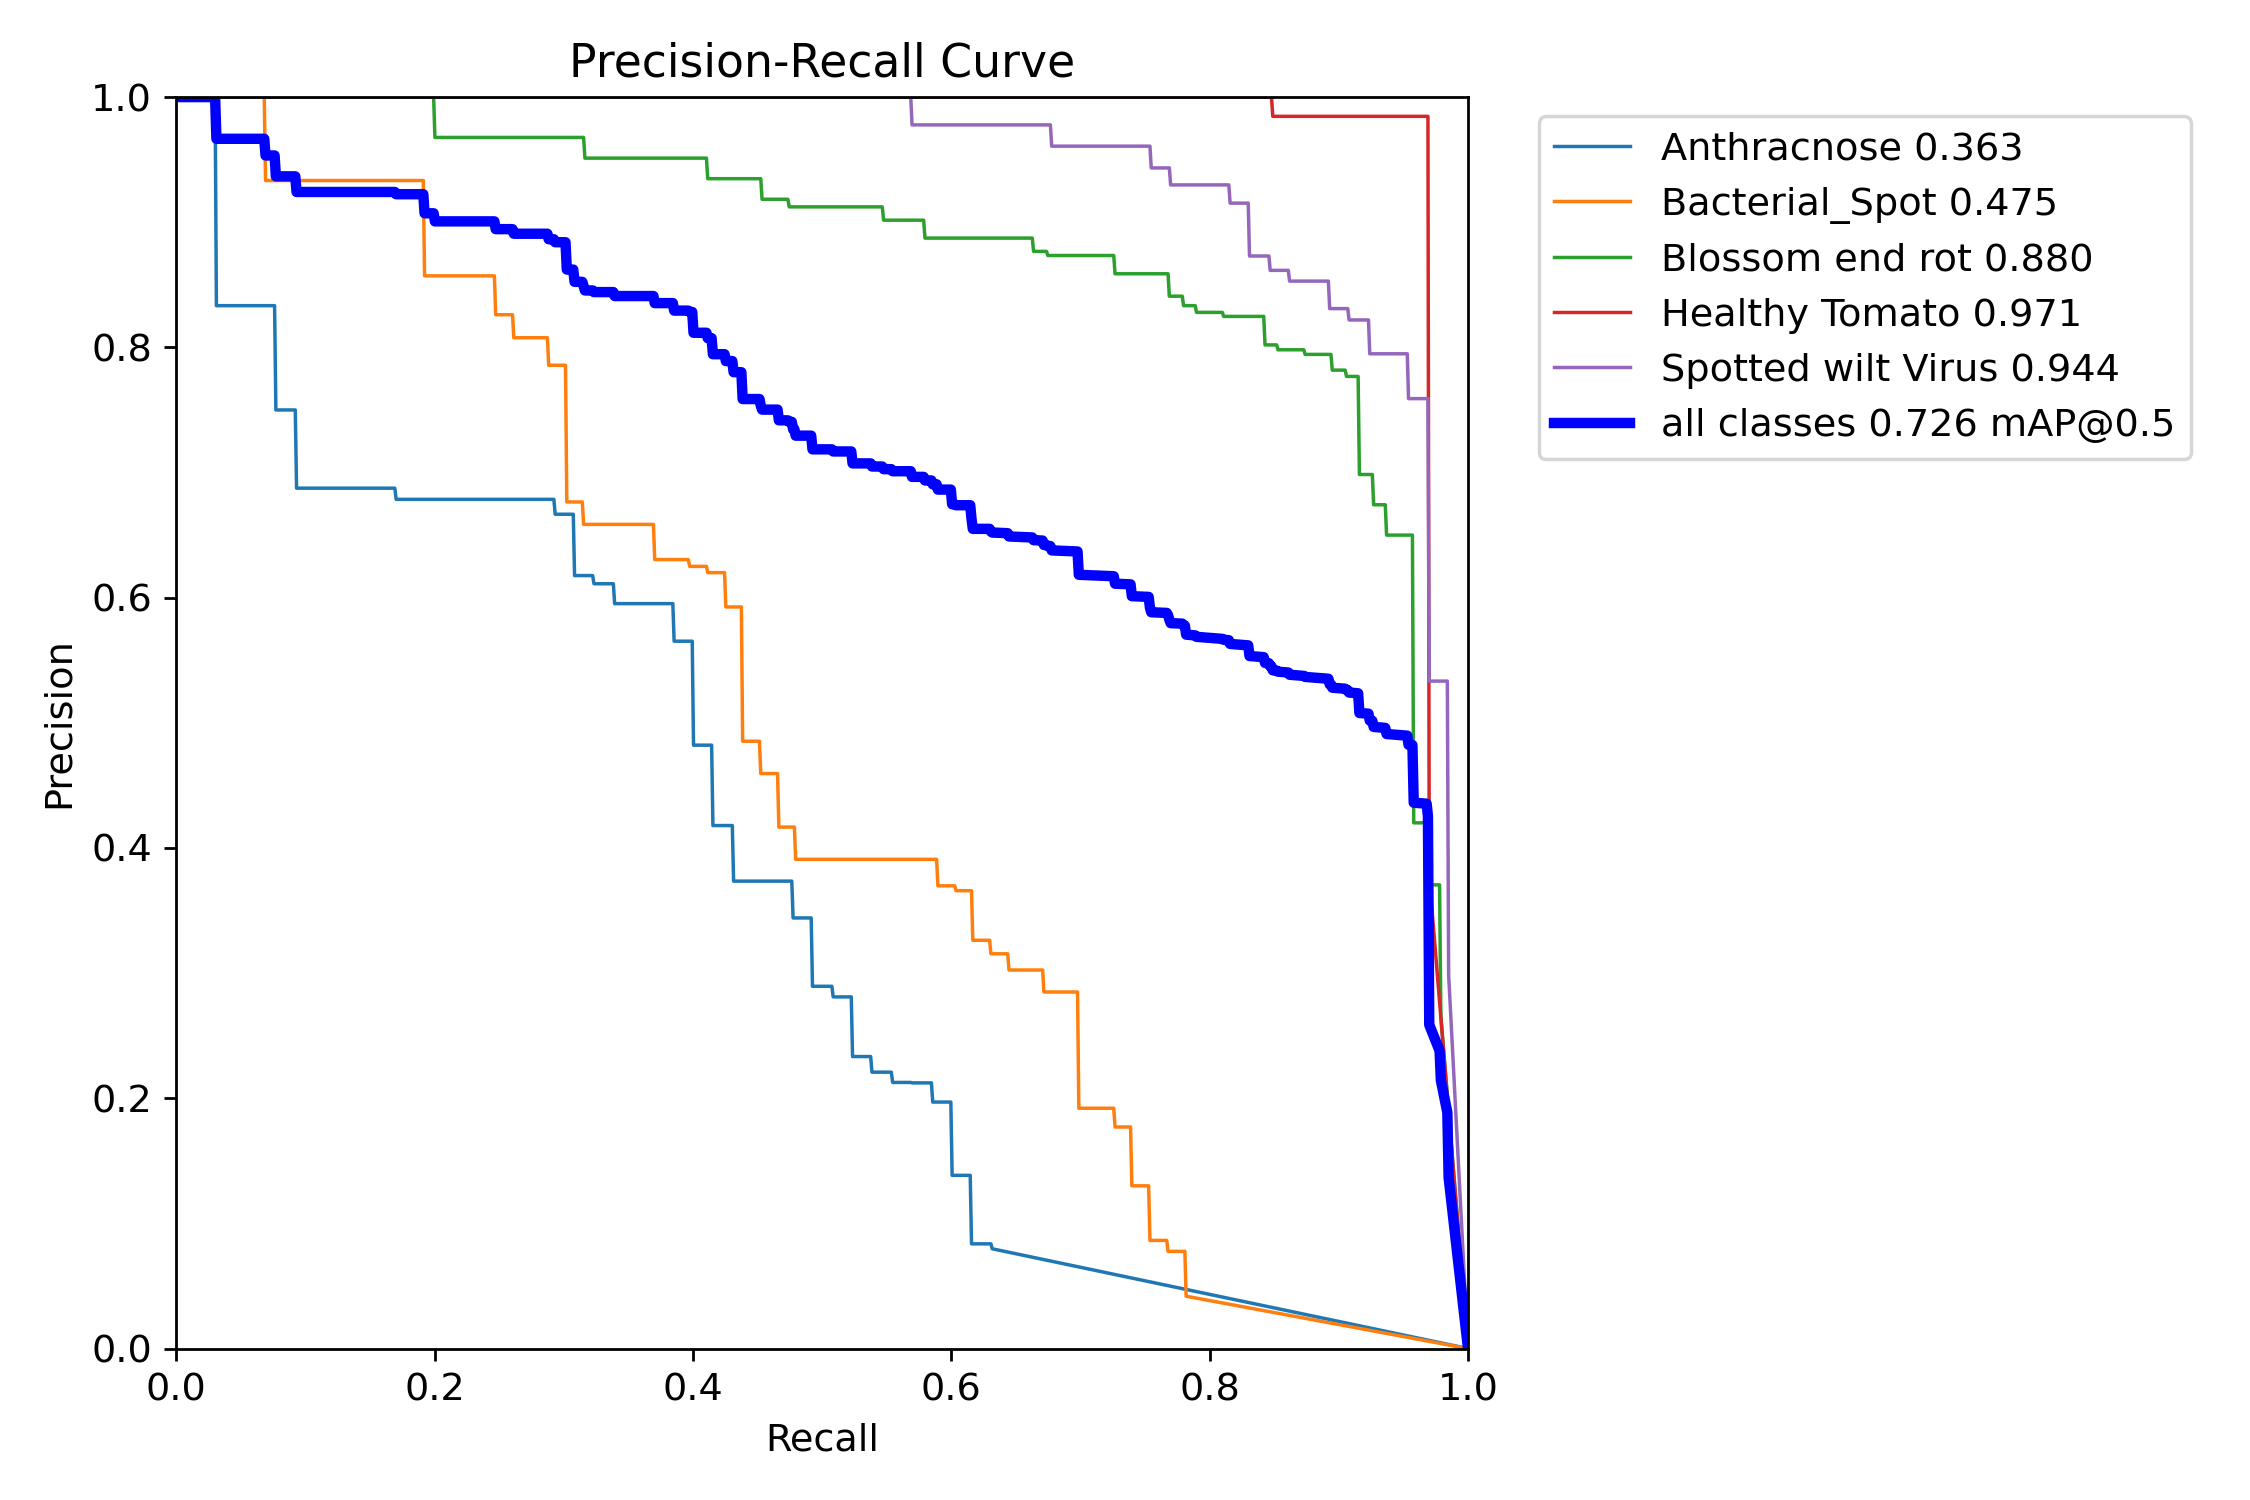 Precision-Recall Curve
1.0
0.8
0.6
0.4
0.2
0.0
Precision
0.0 0.2 0.4 0.6 0.8 1.0
Recall
Anthracnose 0.363
Bacterial_Spot 0.475
Blossom end rot 0.880
Healthy Tomato 0.971
Spotted wilt Virus 0.944
all classes 0.726 mAP@0.5